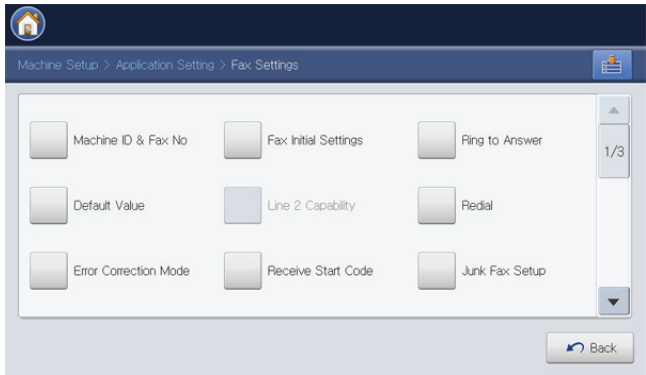 Machine Setup > Application Setting > Fax Settings
Machine ID & Fax No
Fax Initial Settings
Ring to Answer
1/3
Default Value
Line 2 Capability
Redial
Error Correction Mode
Receive Start Code
Junk Fax Setup
Back